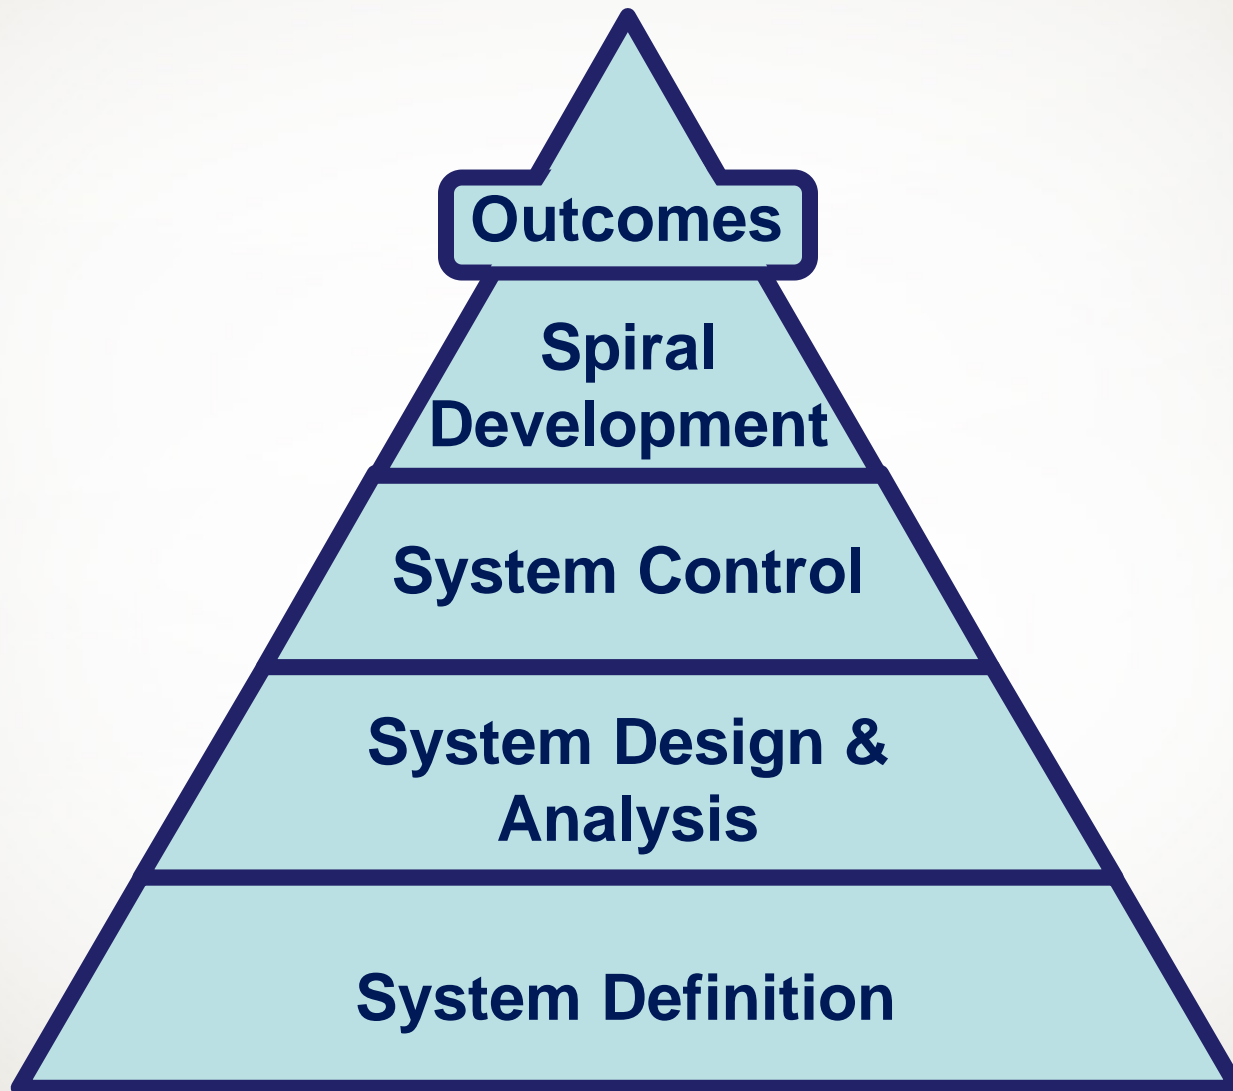 Outcomes
Spiral
Development
System Control
System Design &
Analysis
System Definition